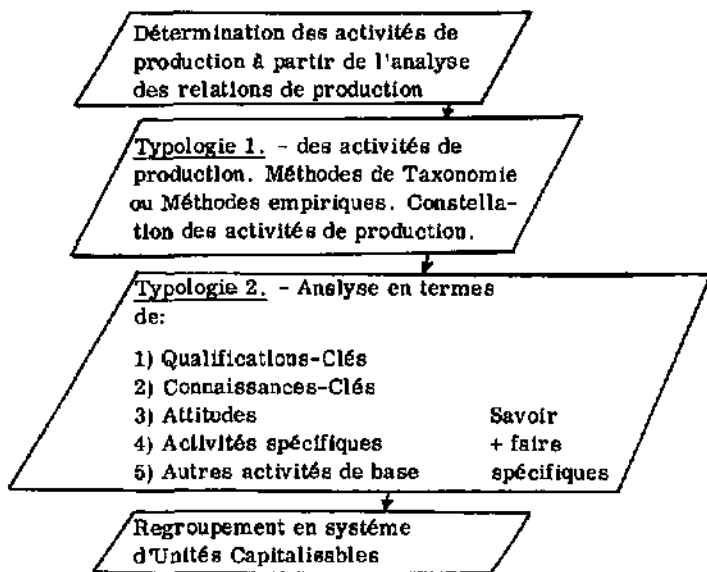 Détermination des activités de
production à partir de l'analyse
des relations de production
Typologie 1. - des activités de
production. Méthodes de Taxonomie
ou Méthodes empiriques. Constella-
tion des activités de production.
Typologie 2. - Analyse en termes
de:
1) Qualifications-Clés
2) Connaissances-Clés
3) Attitudes Savoir
4) Activités spécifiques + faire
5) Autres activités de base spécifiques
Regroupement en systéme
d'Unités Capitalisables